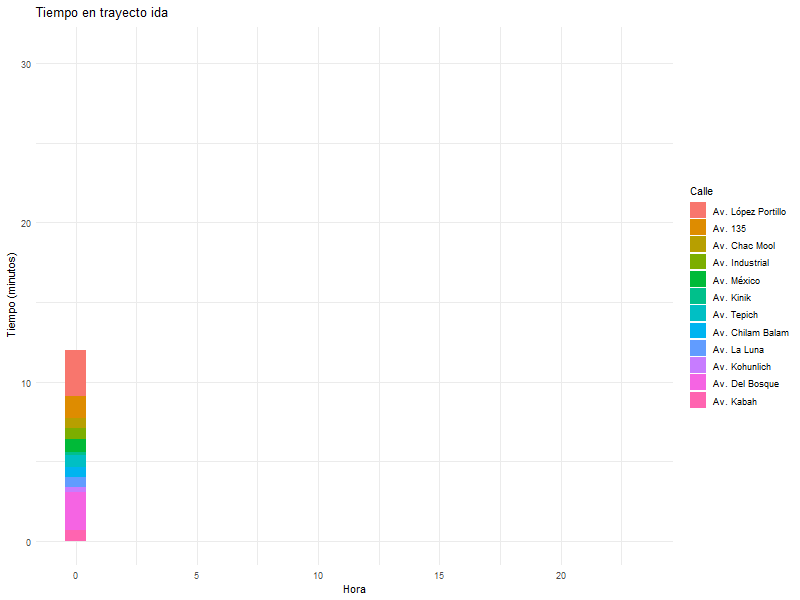 Tiempo en trayecto ida
Tiempo (minutos)
30
20
10
0
0 5 10 15 20
Hora
Calle
Av. López Portillo
Av. 135
Av. Chac Mool
Av. Industrial
Av. México
Av. Kinik
Av. Tepich
Av. Chilam Balam
Av. La Luna
Av. Kohunlich
Av. Del Bosque
Av. Kabah